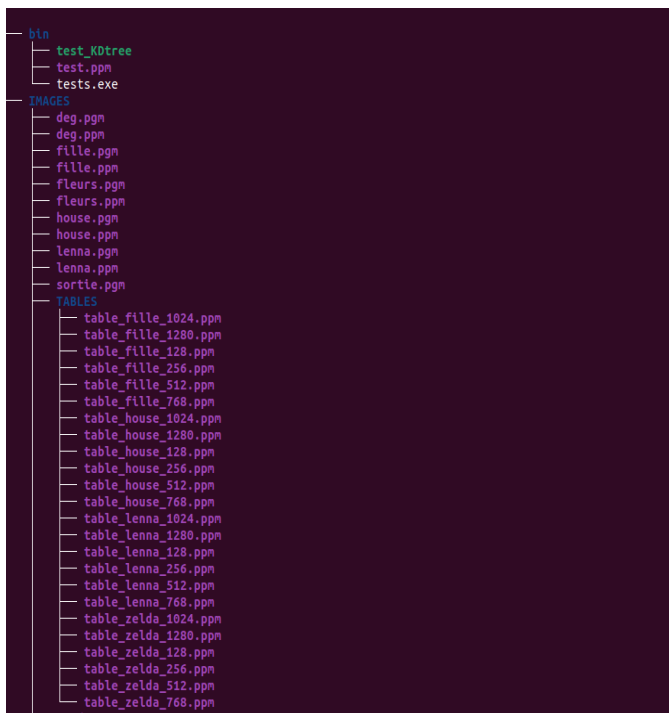 bin
test_KDtree
test.ppm
tests.exe
IMAGES
deg.pgm
deg.ppm
fille.pgm
fille.ppm
fleurs.pgm
fleurs.ppm
house.pgm
house.ppm
lenna.pgm
lenna.ppm
sortie.pgm
TABLES
table_fille_1024.ppm
table_fille_1280.ppm
table_fille_128.ppm
table_fille_256.ppm
table_fille_512.ppm
table_fille_768.ppm
table_house_1024.ppm
table_house_1280.ppm
table_house_128.ppm
table_house_256.ppm
table_house_512.ppm
table_house_768.ppm
table_lenna_1024.ppm
table_lenna_1280.ppm
table_lenna_128.ppm
table_lenna_256.ppm
table_lenna_512.ppm
table_lenna_768.ppm
table_zelda_1024.ppm
table_zelda_1280.ppm
table_zelda_128.ppm
table_zelda_256.ppm
table_zelda_512.ppm
table_zelda_768.ppm